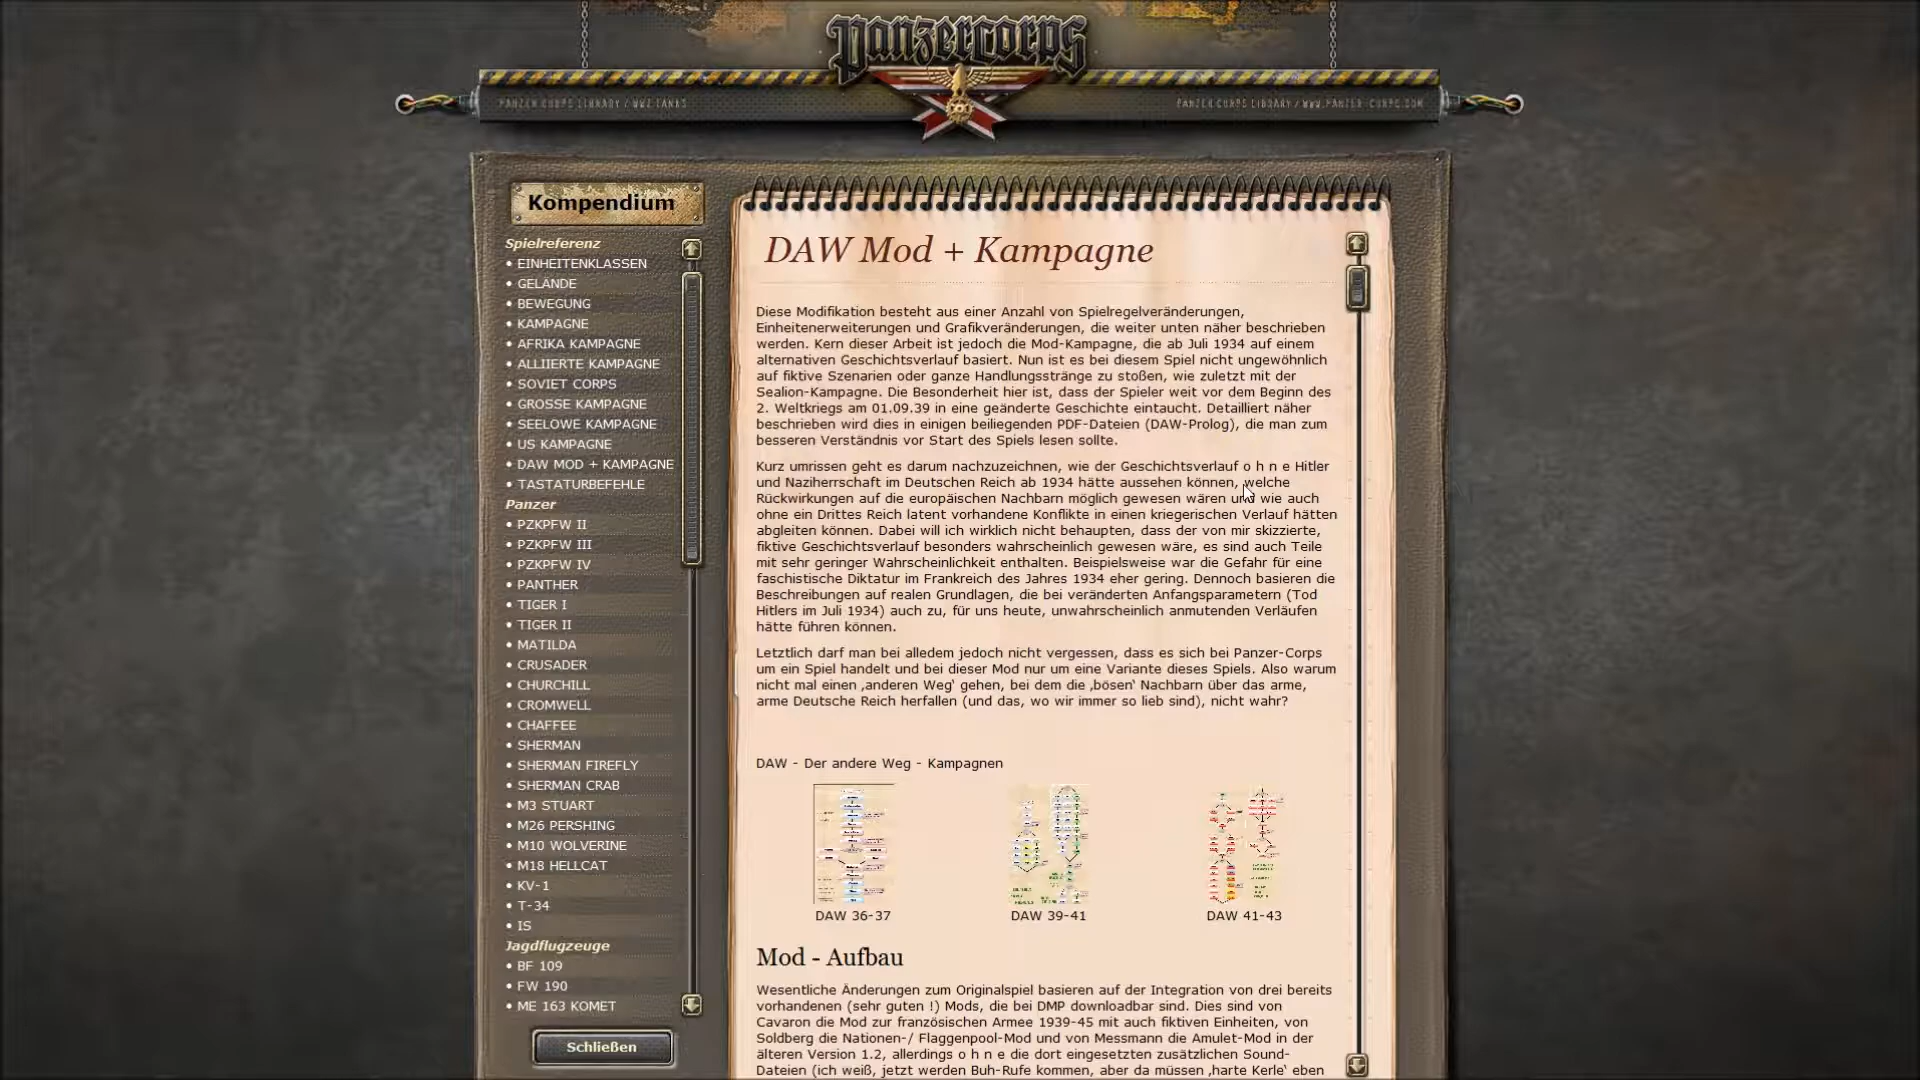 Panzercorps
PANZER CORPS LIBRARY / WW2 TANKS
PANZER CORPS LIBRARY / WWW.PANZER-CORPS.COM
Kompendium
Spielreferenz
• EINHEITENKLASSEN
• GELÄNDE
• BEWEGUNG
• KAMPAGNE
• AFRIKA KAMPAGNE
• ALLIIERTE KAMPAGNE
• SOVIET CORPS
• GROSSE KAMPAGNE
• SEELÖWE KAMPAGNE
• US KAMPAGNE
• DAW MOD + KAMPAGNE
• TASTATURBEFEHLE
Panzer
• PZKPFW II
• PZKPFW III
• PZKPFW IV
• PANTHER
• TIGER I
• TIGER II
• MATILDA
• CRUSADER
• CHURCHILL
• CROMWELL
• CHAFFEE
• SHERMAN
• SHERMAN FIREFLY
• SHERMAN CRAB
• M3 STUART
• M26 PERSHING
• M10 WOLVERINE
• M18 HELLCAT
• KV-1
• T-34
• IS
Jagdflugzeuge
• BF 109
• FW 190
• ME 163 KOMET
Schließen
DAW Mod + Kampagne
Diese Modifikation besteht aus einer Anzahl von Spielregelveränderungen,
Einheitenerweiterungen und Grafikveränderungen, die weiter unten näher beschrieben
werden. Kern dieser Arbeit ist jedoch die Mod-Kampagne, die ab Juli 1934 auf einem
alternativen Geschichtsverlauf basiert. Nun ist es bei diesem Spiel nicht ungewöhnlich
auf fiktive Szenarien oder ganze Handlungsstränge zu stoßen, wie zuletzt mit der
Sealion-Kampagne. Die Besonderheit hier ist, dass der Spieler weit vor dem Beginn des
2. Weltkriegs am 01.09.39 in eine geänderte Geschichte eintaucht. Detailliert näher
beschrieben wird dies in einigen beiliegenden PDF-Dateien (DAW-Prolog), die man zum
besseren Verständnis vor Start des Spiels lesen sollte.
Kurz umrissen geht es darum nachzuzeichnen, wie der Geschichtsverlauf o h n e Hitler
und Naziherrschaft im Deutschen Reich ab 1934 hätte aussehen können, welche
Rückwirkungen auf die europäischen Nachbarn möglich gewesen wären und wie auch
ohne ein Drittes Reich latent vorhandene Konflikte in einen kriegerischen Verlauf hätten
abgleiten können. Dabei will ich wirklich nicht behaupten, dass der von mir skizzierte,
fiktive Geschichtsverlauf besonders wahrscheinlich gewesen wäre, es sind auch Teile
mit sehr geringer Wahrscheinlichkeit enthalten. Beispielsweise war die Gefahr für eine
faschistische Diktatur im Frankreich des Jahres 1934 eher gering. Dennoch basieren die
Beschreibungen auf realen Grundlagen, die bei veränderten Anfangsparametern (Tod
Hitlers im Juli 1934) auch zu, für uns heute, unwahrscheinlich anmutenden Verläufen
hätte führen können.
Letztlich darf man bei alledem jedoch nicht vergessen, dass es sich bei Panzer-Corps
um ein Spiel handelt und bei dieser Mod nur um eine Variante dieses Spiels. Also warum
nicht mal einen ‚anderen Weg‘ gehen, bei dem die ‚bösen‘ Nachbarn über das arme,
arme Deutsche Reich herfallen (und das, wo wir immer so lieb sind), nicht wahr?
DAW - Der andere Weg - Kampagnen
DAW 36-37
DAW 39-41
DAW 41-43
Mod - Aufbau
Wesentliche Änderungen zum Originalspiel basieren auf der Integration von drei bereits
vorhandenen (sehr guten !) Mods, die bei DMP downloadbar sind. Dies sind von
Cavaron die Mod zur französischen Armee 1939-45 mit auch fiktiven Einheiten, von
Soldberg die Nationen-/ Flaggenpool-Mod und von Messmann die Amulet-Mod in der
älteren Version 1.2, allerdings o h n e die dort eingesetzten zusätzlichen Sound-
Dateien (ich weiß, jetzt werden Buh-Rufe kommen, aber da müssen ‚harte Kerle‘ eben